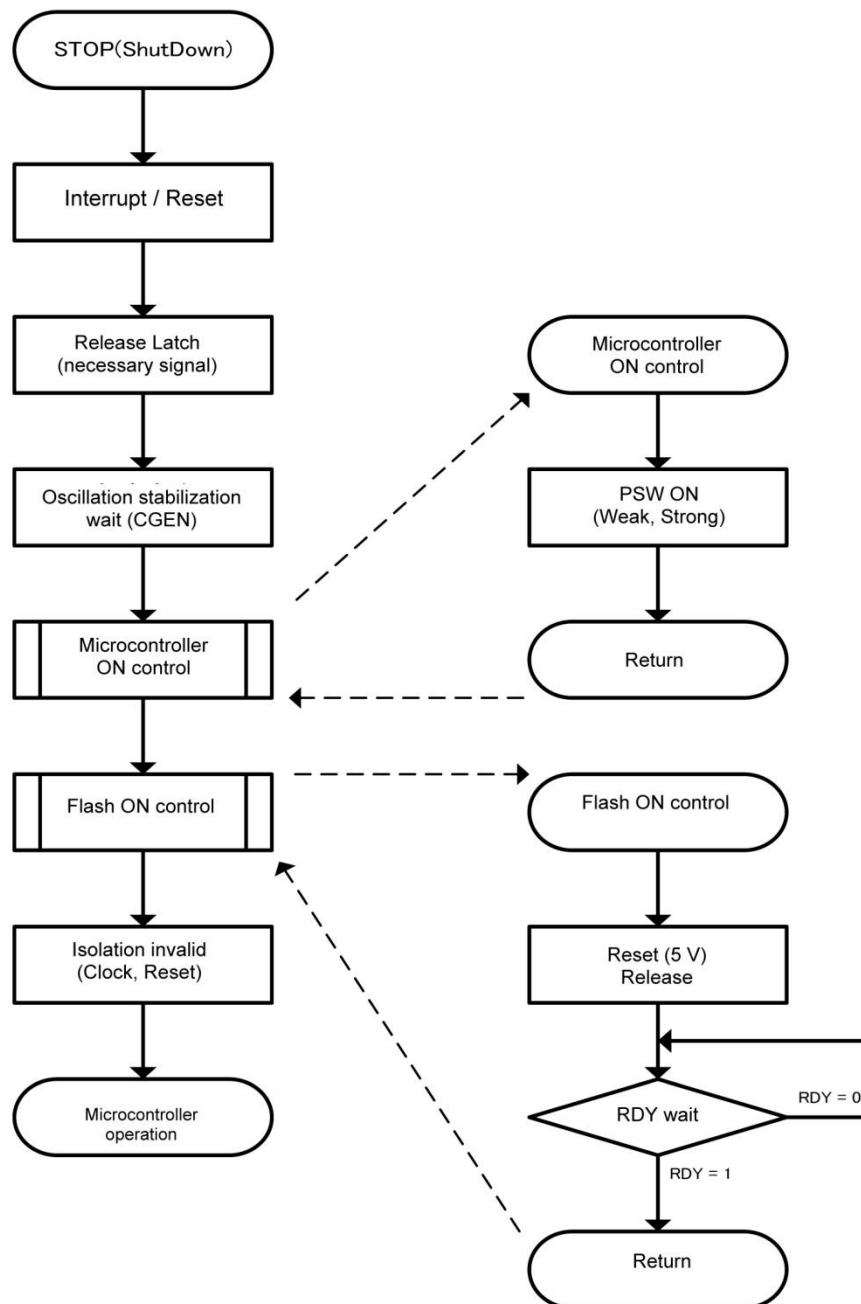 STOP(ShutDown)
Interrupt / Reset
Release Latch
(necessary signal)
Oscillation stabilization
wait (CGEN)
Microcontroller
ON control
Flash ON control
Isolation invalid
(Clock, Reset)
Microcontroller
operation
Microcontroller
ON control
PSW ON
(Weak, Strong)
Return
Flash ON control
Reset (5 V)
Release
RDY wait
RDY = 0
RDY = 1
Return